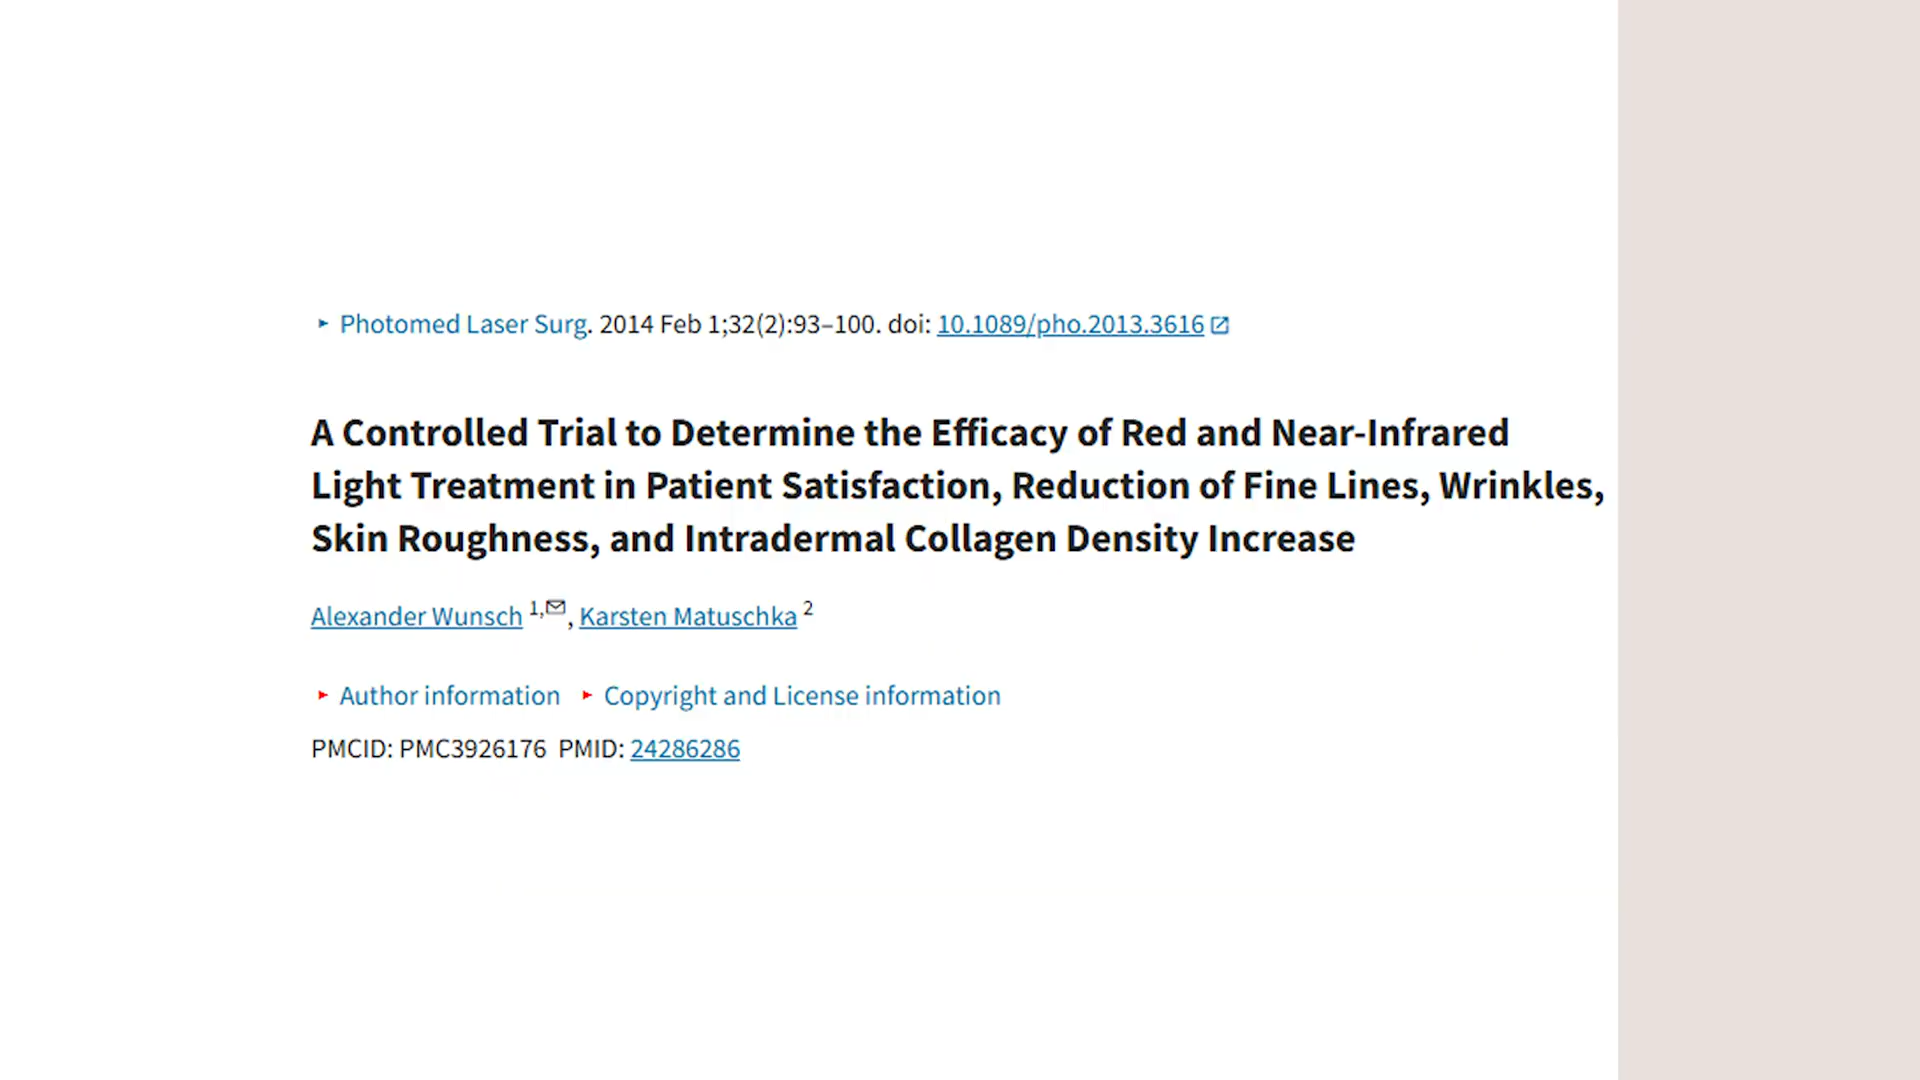 Photomed Laser Surg. 2014 Feb 1;32(2):93–100. doi: 10.1089/pho.2013.3616
A Controlled Trial to Determine the Efficacy of Red and Near-Infrared
Light Treatment in Patient Satisfaction, Reduction of Fine Lines, Wrinkles,
Skin Roughness, and Intradermal Collagen Density Increase
Alexander Wunsch 1, Karsten Matuschka 2
Author information Copyright and License information
PMCID: PMC3926176 PMID: 24286286